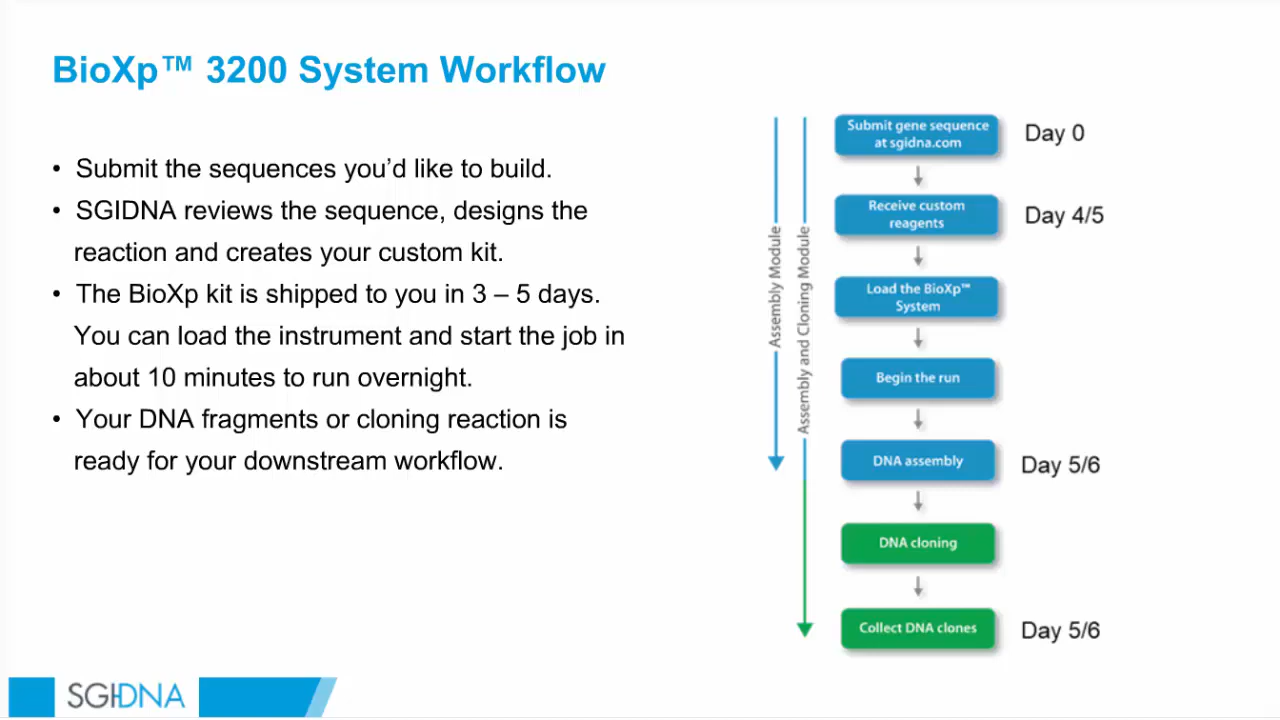 BioXp™ 3200 System Workflow
• Submit the sequences you’d like to build.
• SGIDNA reviews the sequence, designs the
reaction and creates your custom kit.
• The BioXp kit is shipped to you in 3 – 5 days.
You can load the instrument and start the job in
about 10 minutes to run overnight.
• Your DNA fragments or cloning reaction is
ready for your downstream workflow.
Assembly Module
Assembly and Cloning Module
Submit gene sequence
at sgidna.com
Day 0
Receive custom
reagents
Day 4/5
Load the BioXp™
System
Begin the run
DNA assembly
Day 5/6
DNA cloning
Collect DNA clones
Day 5/6
SGI-DNA